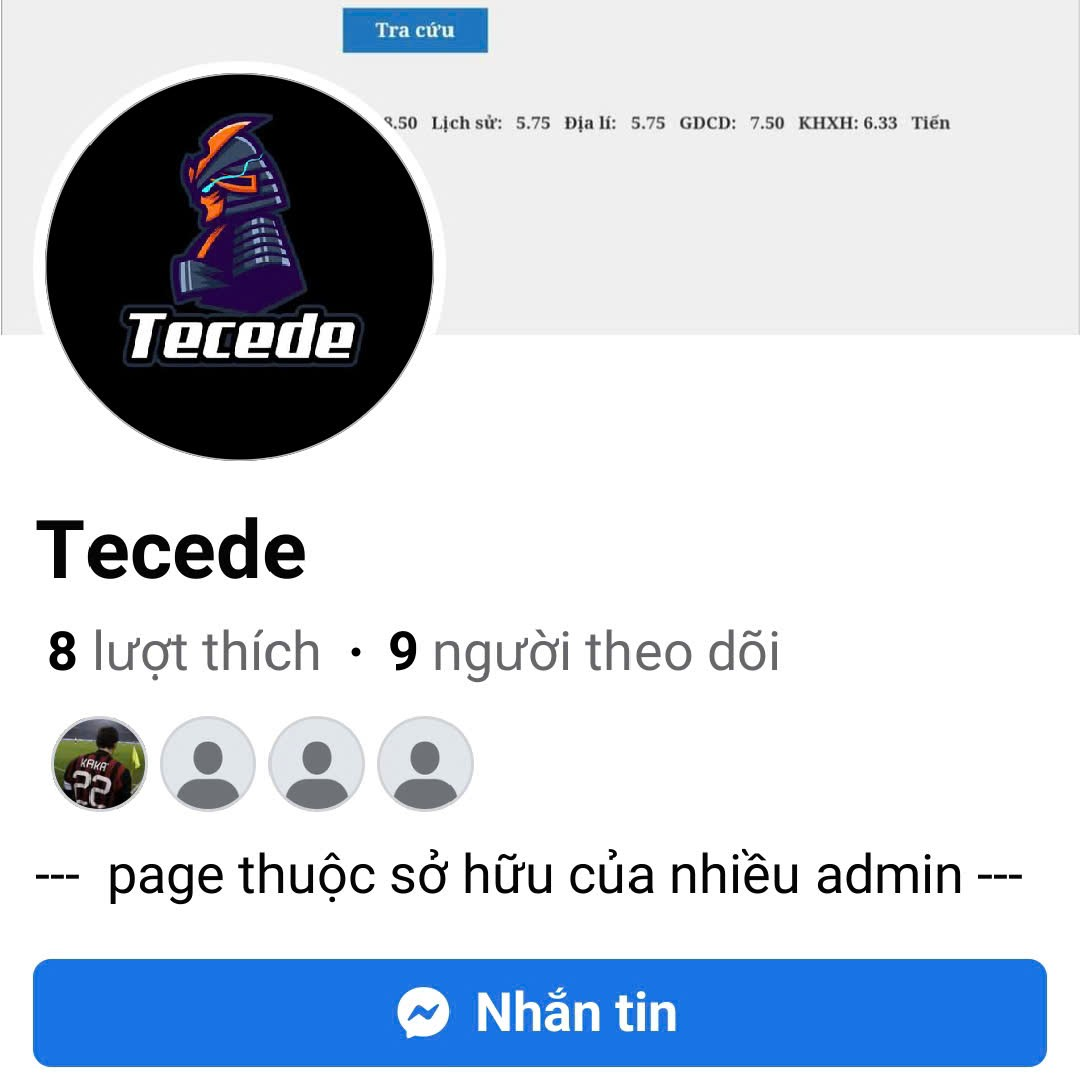 Tra cứu
8.50 Lịch sử: 5.75 Địa lí: 5.75 GDCD: 7.50 KHXH: 6.33 Tiến
Tecede
Tecede
8 lượt thích · 9 người theo dõi
KAKA'
22
--- page thuộc sở hữu của nhiều admin ---
Nhắn tin